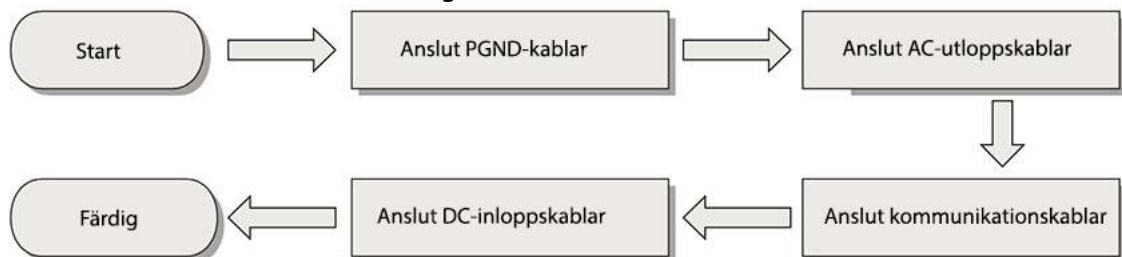 Start
Anslut PGND-kablar
Anslut AC-utloppskablar
Anslut kommunikationskablar
Anslut DC-inloppskablar
Färdig